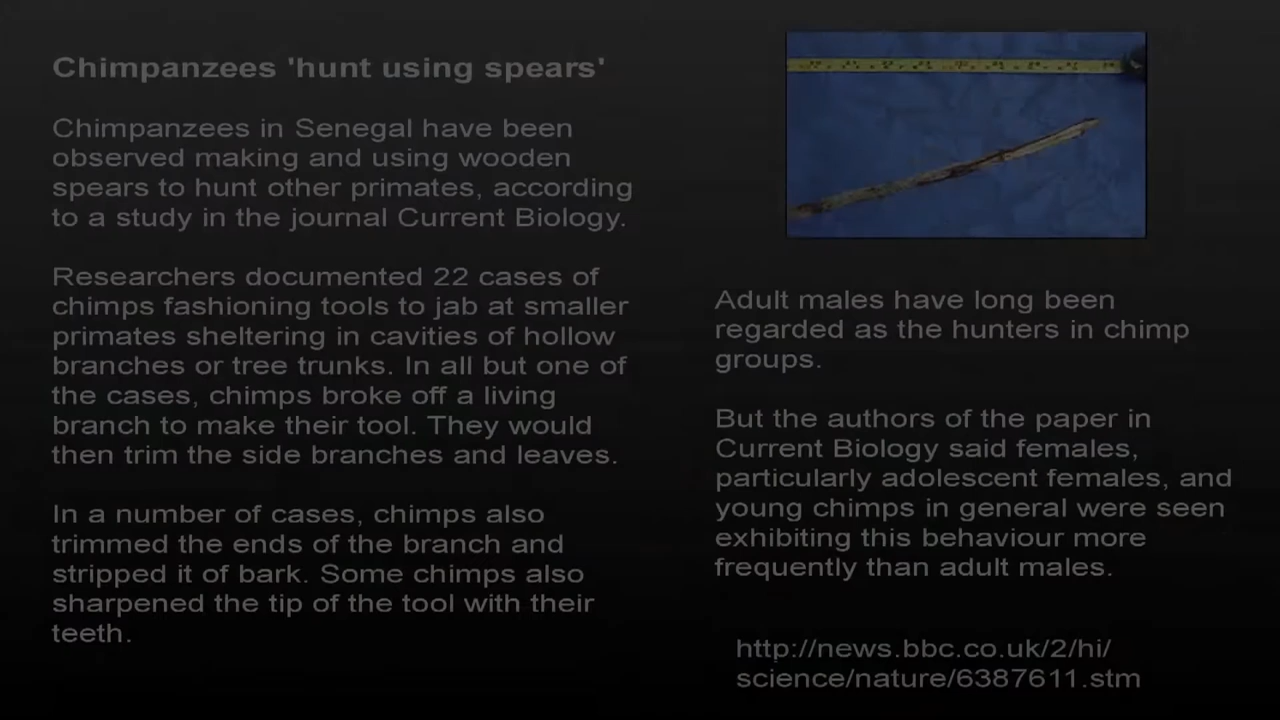 Chimpanzees 'hunt using spears'
Chimpanzees in Senegal have been
observed making and using wooden
spears to hunt other primates, according
to a study in the journal Current Biology.
Researchers documented 22 cases of
chimps fashioning tools to jab at smaller
primates sheltering in cavities of hollow
branches or tree trunks. In all but one of
the cases, chimps broke off a living
branch to make their tool. They would
then trim the side branches and leaves.
In a number of cases, chimps also
trimmed the ends of the branch and
stripped it of bark. Some chimps also
sharpened the tip of the tool with their
teeth.
Adult males have long been
regarded as the hunters in chimp
groups.
But the authors of the paper in
Current Biology said females,
particularly adolescent females, and
young chimps in general were seen
exhibiting this behaviour more
frequently than adult males.
http://news.bbc.co.uk/2/hi/
science/nature/6387611.stm